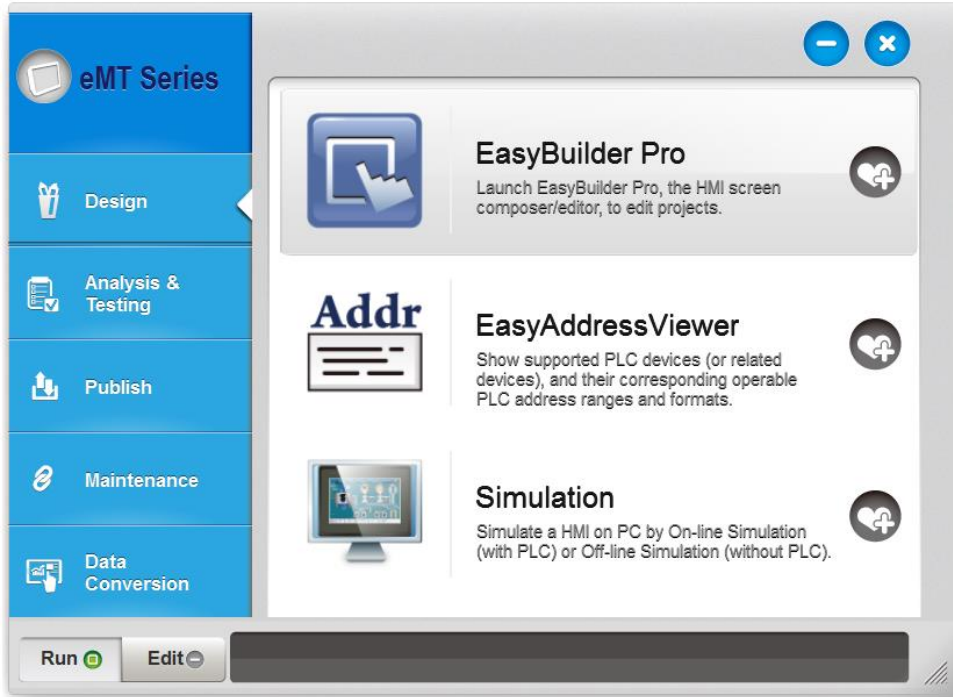 eMT Series
Design
Analysis &
Testing
Publish
Maintenance
Data
Conversion
EasyBuilder Pro
Launch EasyBuilder Pro, the HMI screen
composer/editor, to edit projects.
Addr
EasyAddressViewer
Show supported PLC devices (or related
devices), and their corresponding operable
PLC address ranges and formats.
Simulation
Simulate a HMI on PC by On-line Simulation
(with PLC) or Off-line Simulation (without PLC).
Run
Edit